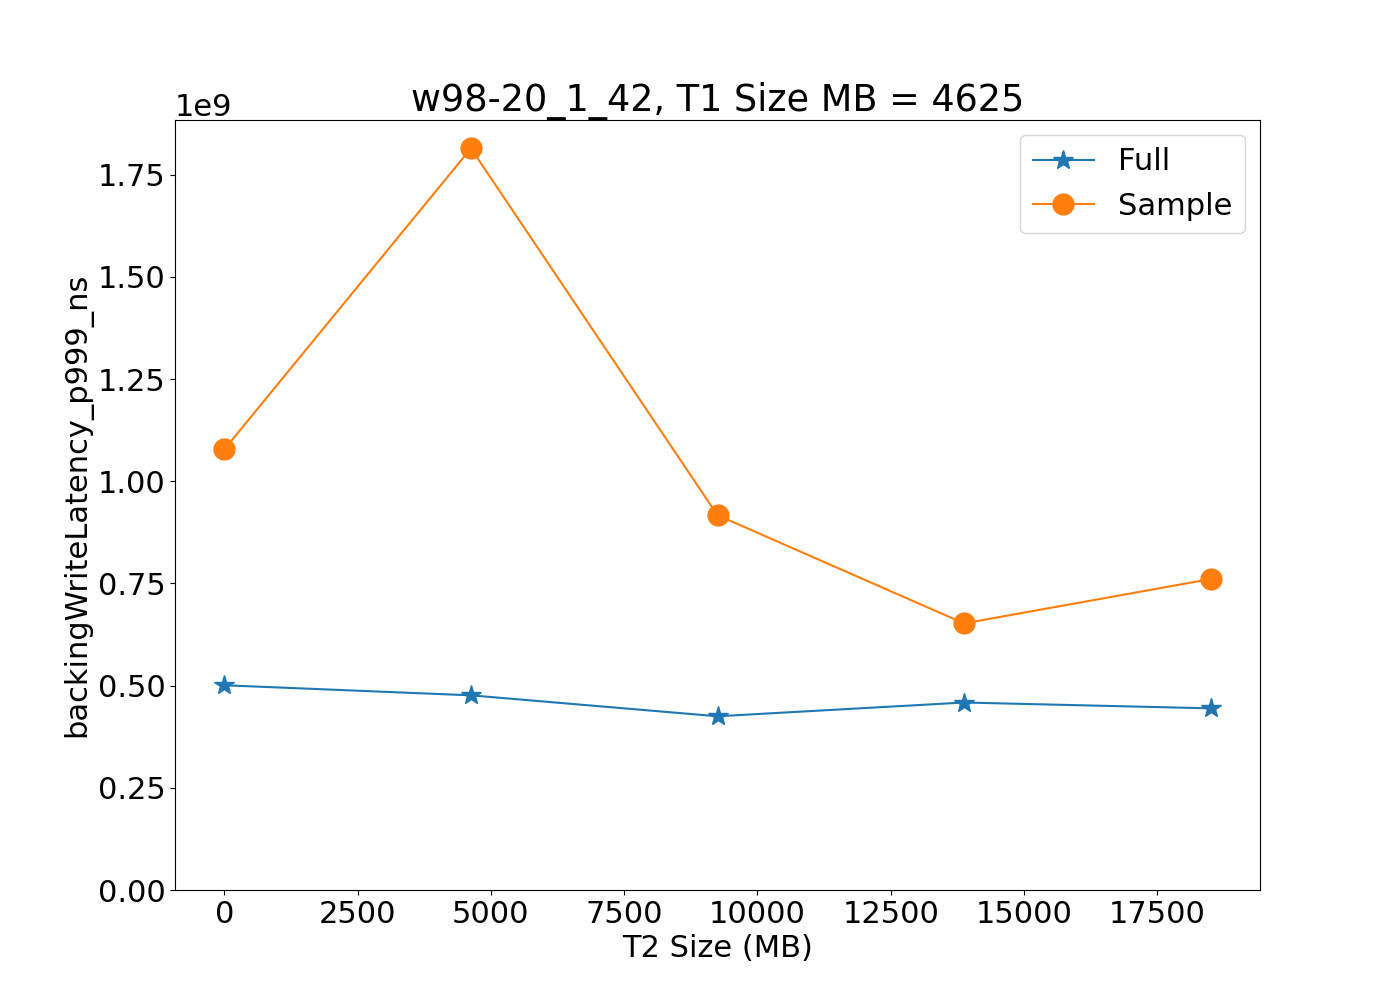 w98-20_1_42, T1 Size MB = 4625
1e9
Full
Sample
1.75
1.50
1.25
1.00
0.75
0.50
0.25
0.00
backingWriteLatency_p999_ns
0 2500 5000 7500 10000 12500 15000 17500
T2 Size (MB)